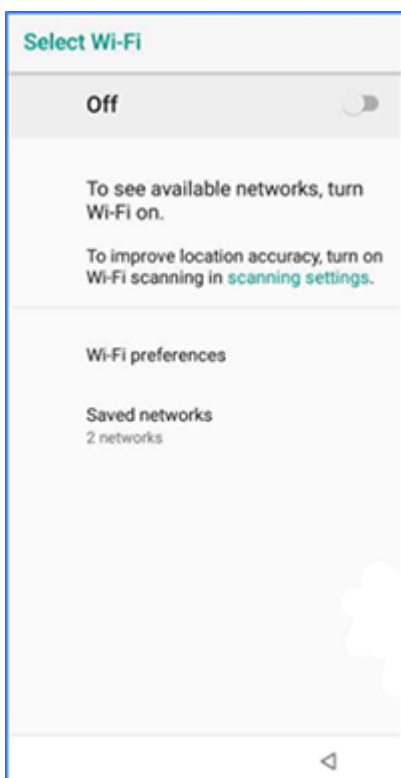 Select Wi-Fi
Off
To see available networks, turn
Wi-Fi on.
To improve location accuracy, turn on
Wi-Fi scanning in scanning settings.
Wi-Fi preferences
Saved networks
2 networks